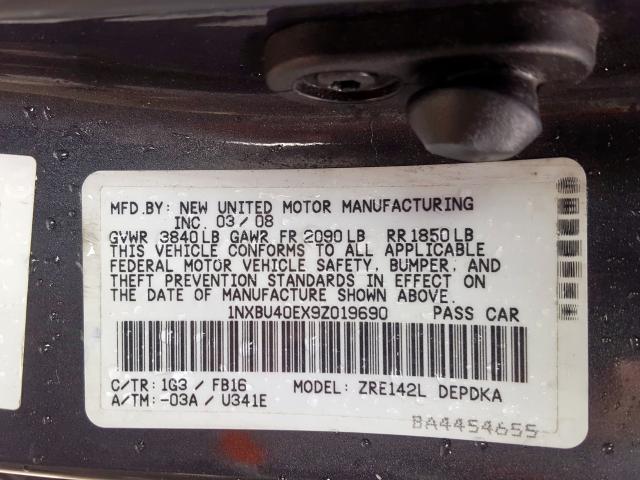 MFD.BY: NEW UNITED MOTOR MANUFACTURING
INC. 03/08
GVWR 3840LB GAWR FR 2090LB RR1850LB
THIS VEHICLE CONFORMS TO ALL APPLICABLE
FEDERAL MOTOR VEHICLE SAFETY, BUMPER, AND
THEFT PREVENTION STANDARDS IN EFFECT ON
THE DATE OF MANUFACTURE SHOWN ABOVE.
1NXBU40EX9Z019690 PASS CAR
C/TR: 1G3 / FB16 MODEL: ZRE142L DEPDKA
A/TM: -03A / U341E
BA4454655